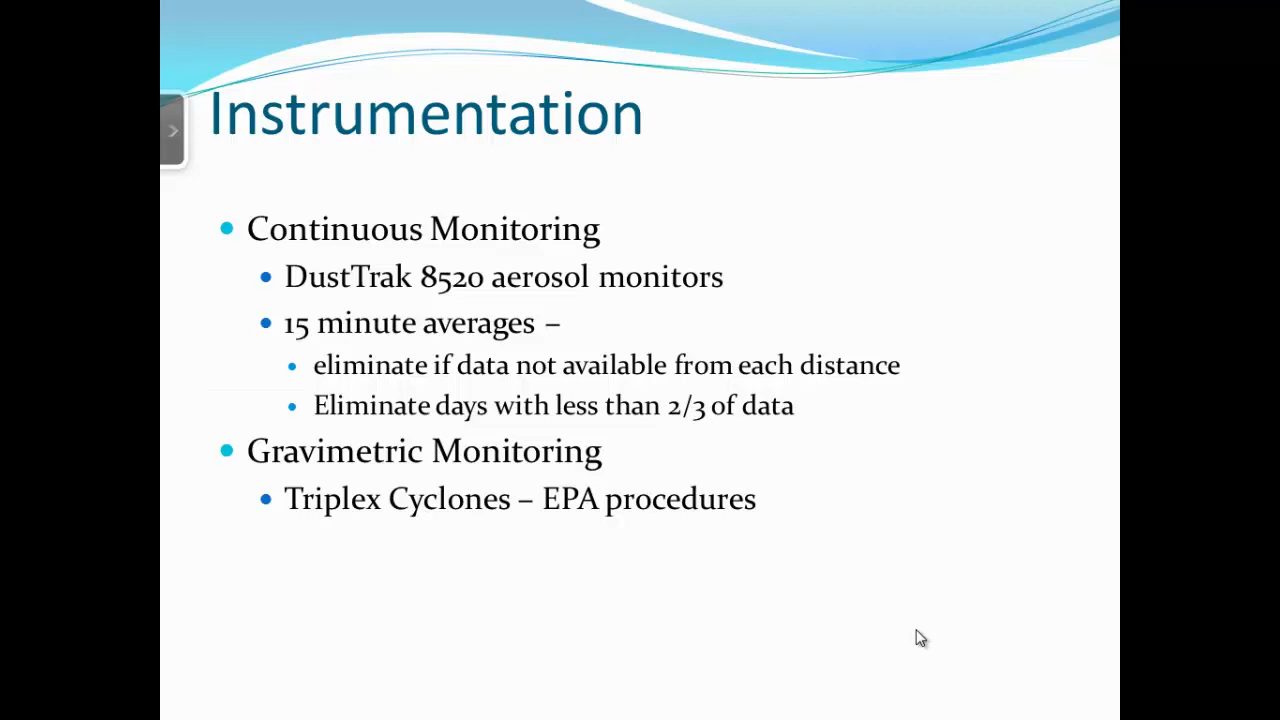 Instrumentation
Continuous Monitoring
DustTrak 8520 aerosol monitors
15 minute averages –
eliminate if data not available from each distance
Eliminate days with less than 2/3 of data
Gravimetric Monitoring
Triplex Cyclones – EPA procedures